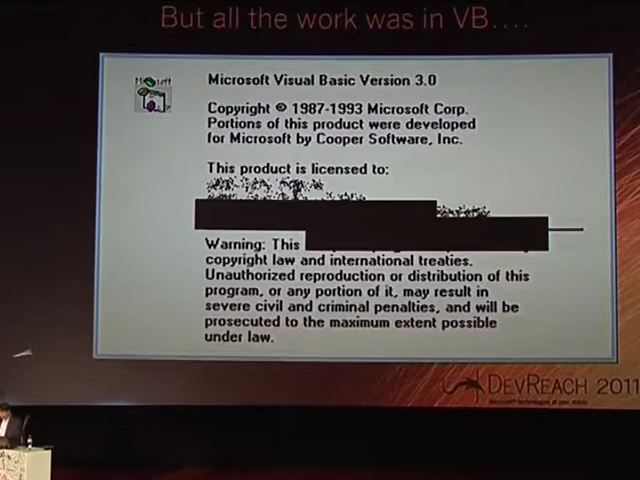 But all the work was in VB....
Microsoft
Microsoft Visual Basic Version 3.0
Copyright © 1987-1993 Microsoft Corp.
Portions of this product were developed
for Microsoft by Cooper Software, Inc.
This product is licensed to:
Warning: This
copyright law and international treaties.
Unauthorized reproduction or distribution of this
program, or any portion of it, may result in
severe civil and criminal penalties, and will be
prosecuted to the maximum extent possible
under law.
DEVREACH 2011